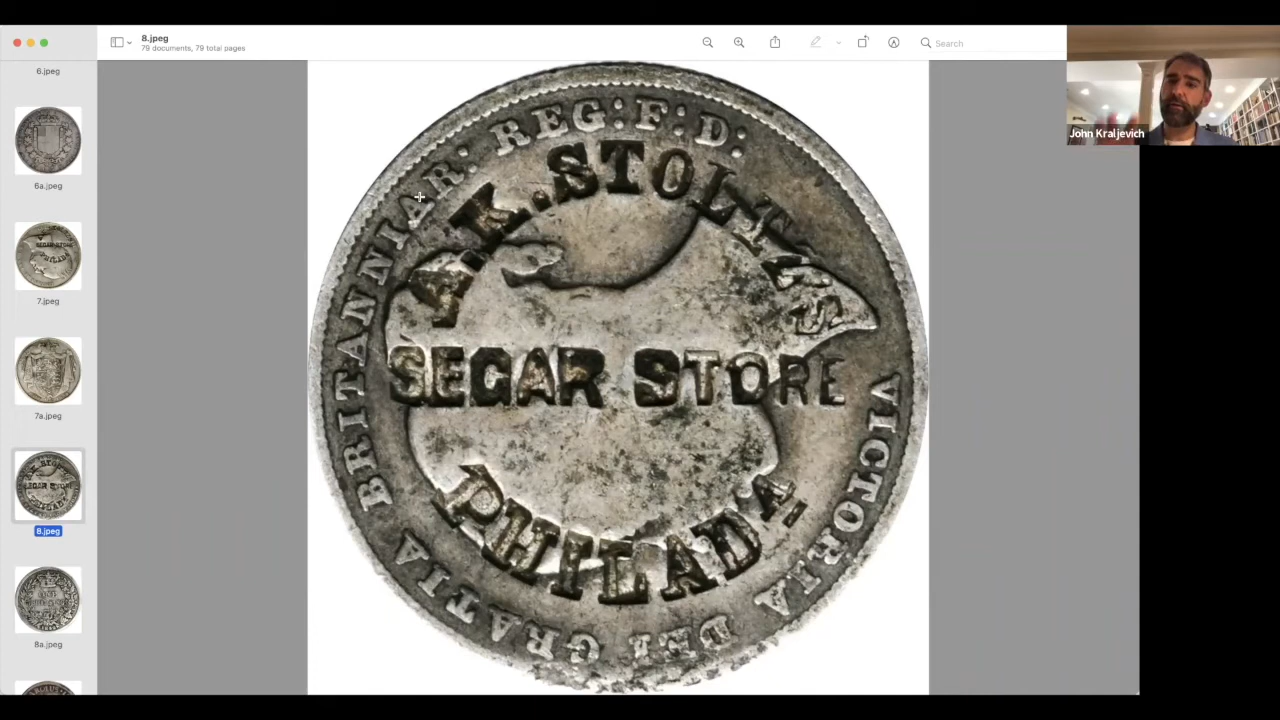 8.jpeg
79 documents, 79 total pages
Search
John Kraljevich
6.jpeg
6a.jpeg
7.jpeg
7a.jpeg
8.jpeg
8a.jpeg
BRITANNIAR: REG: F: D:
A.K. STOLTZ'S
SEGAR STORE
PHILADA
VICTORIA DEI GRATIA